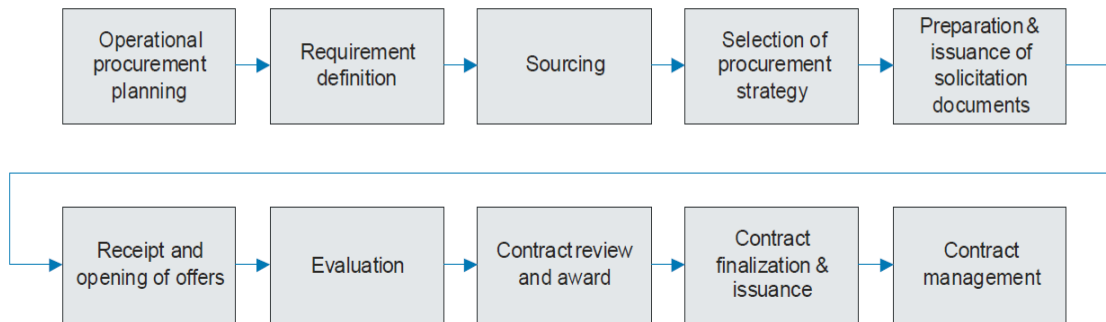 Operational
procurement
planning
Requirement
definition
Sourcing
Selection of
procurement
strategy
Preparation &
issuance of
solicitation
documents
Receipt and
opening of offers
Evaluation
Contract review
and award
Contract
finalization &
issuance
Contract
management